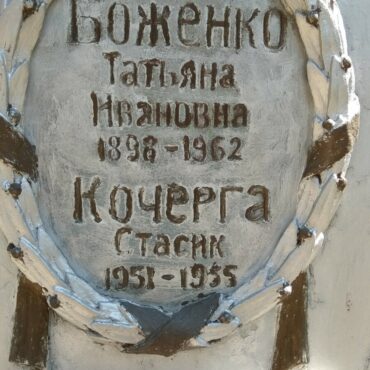 Боженко
Татьяна
Ивановна
1898-1962
Кочерга
Стасик
1951-1955